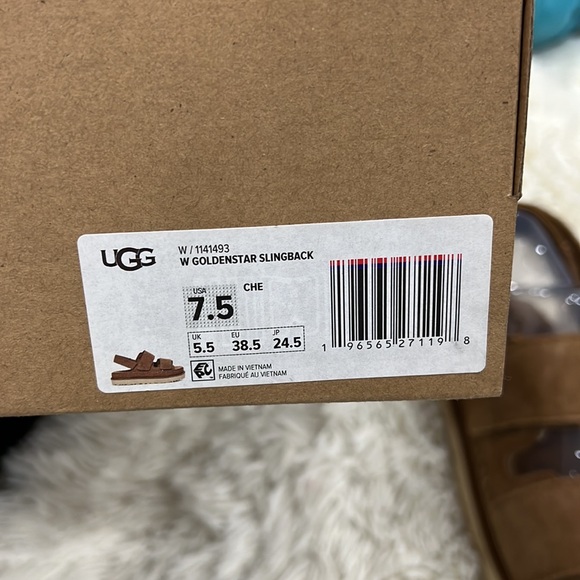 UGG
W / 1141493
W GOLDENSTAR SLINGBACK
USA
7.5
CHE
UK EU JP
5.5 38.5 24.5
MADE IN VIETNAM
FABRIQUÉ AU VIETNAM
1 96565 27119 8